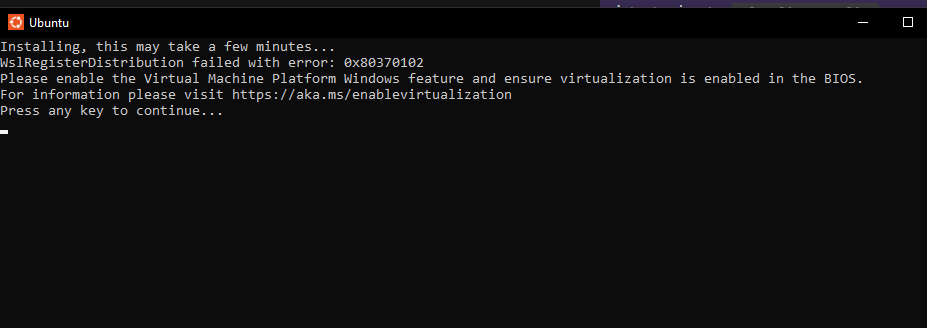 Ubuntu
Installing, this may take a few minutes...
WslRegisterDistribution failed with error: 0x80370102
Please enable the Virtual Machine Platform Windows feature and ensure virtualization is enabled in the BIOS.
For information please visit https://aka.ms/enablevirtualization
Press any key to continue...